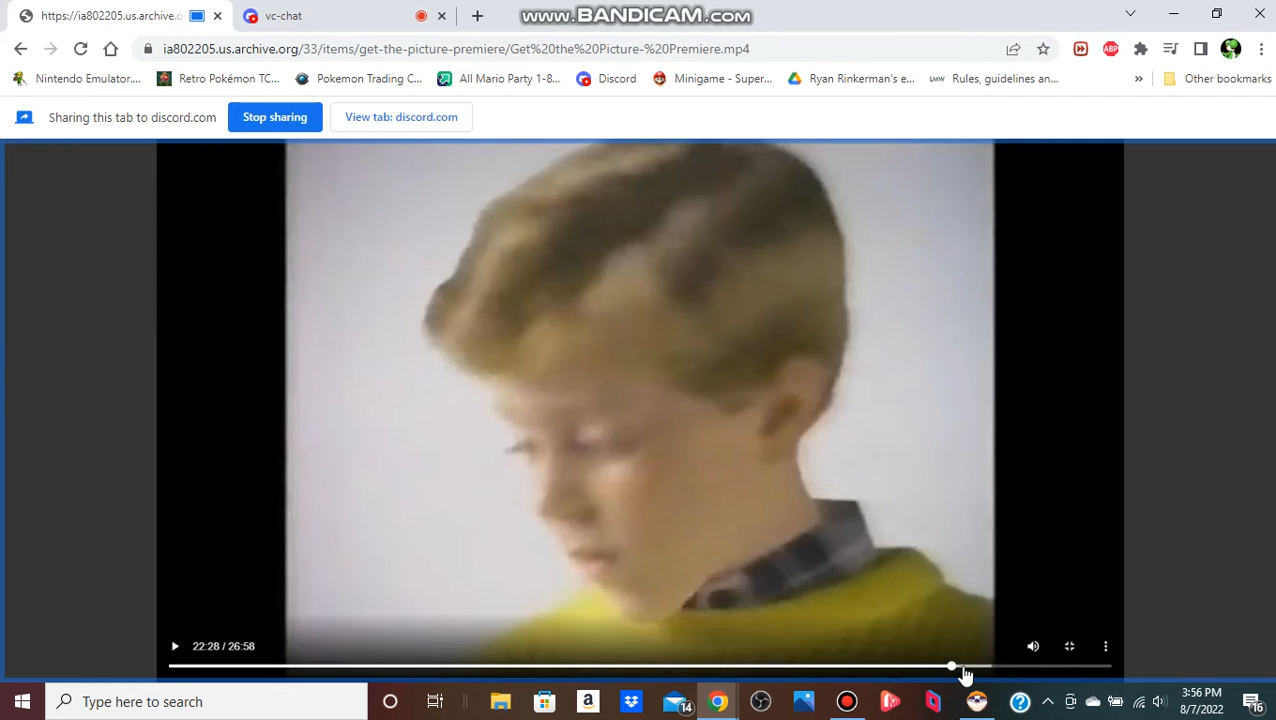 https://ia802205.us.archive.o
vc-chat
www.BANDICAM.com
ia802205.us.archive.org/33/items/get-the-picture-premiere/Get%20the%20Picture-%20Premiere.mp4
ABP
Nintendo Emulator....
Retro Pokémon TC...
Pokemon Trading C...
All Mario Party 1-8...
Discord
Minigame - Super...
Ryan Rinkerman's e...
LMW Rules, guidelines an...
»
Other bookmarks
Sharing this tab to discord.com
Stop sharing
View tab: discord.com
22:28 / 26:58
Type here to search
14
3:56 PM
8/7/2022
16